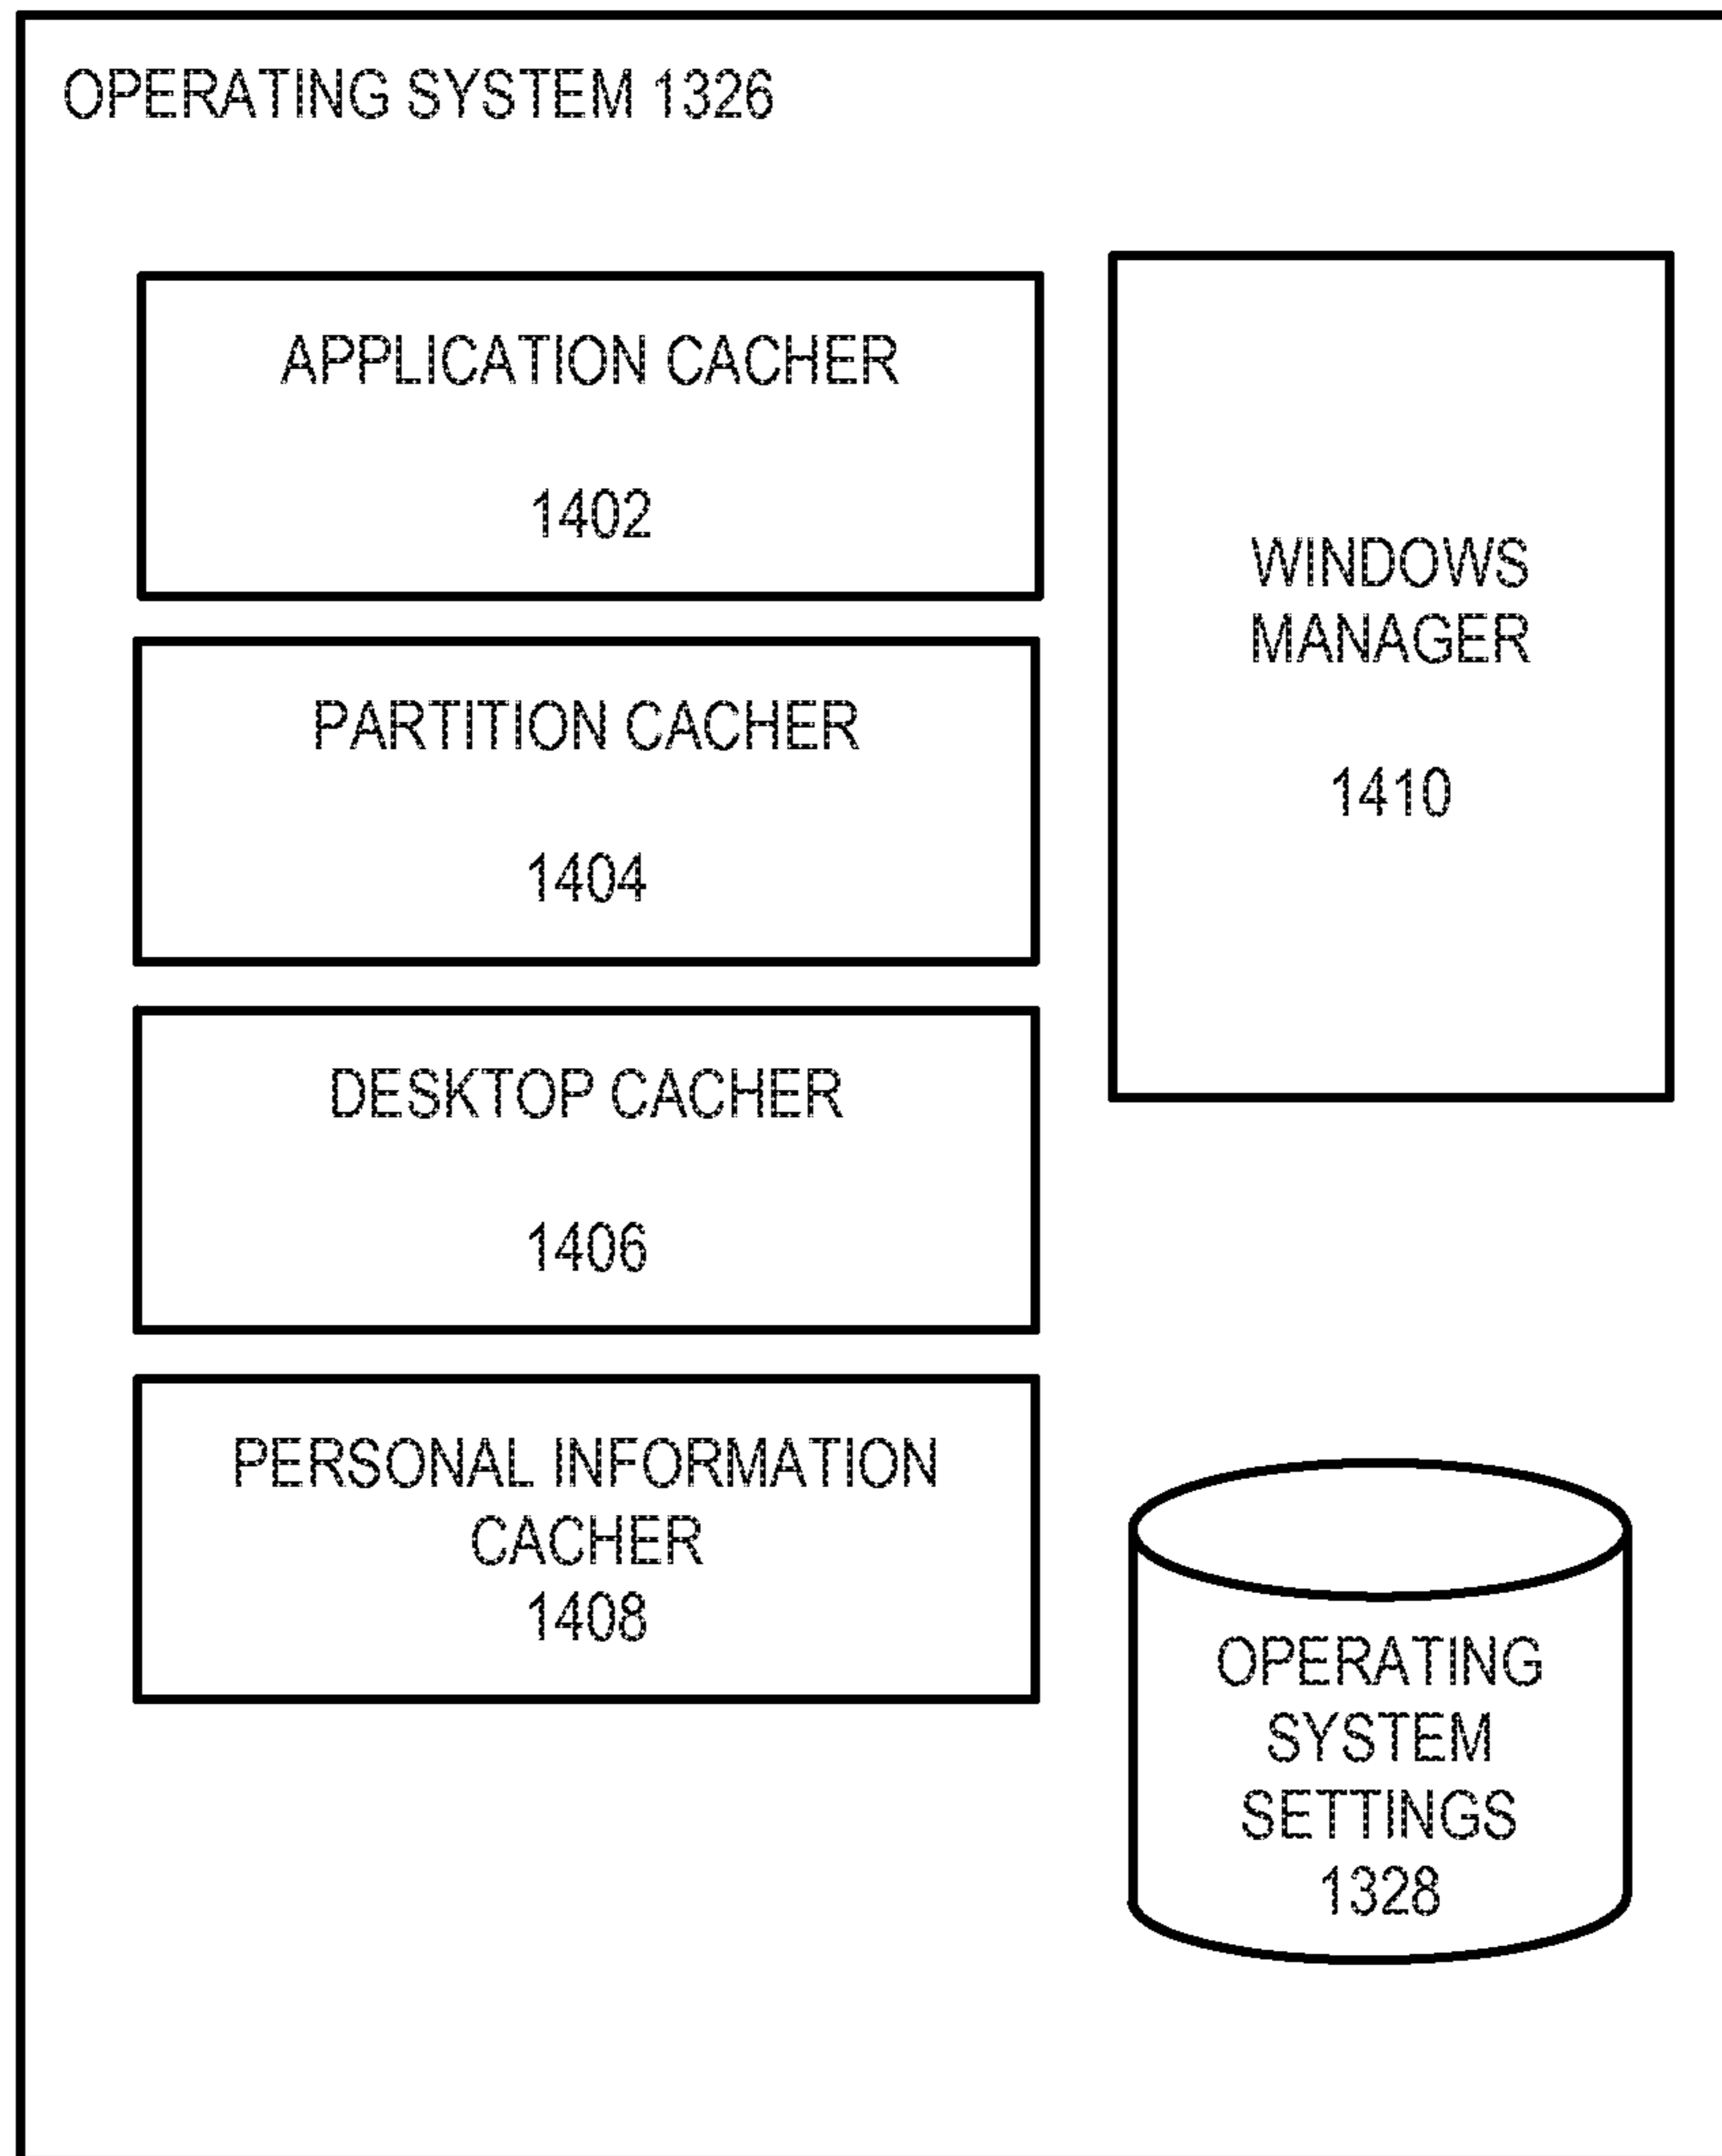 OPERATING SYSTEM 1326
APPLICATION CACHER
1402
PARTITION CACHER
1404
DESKTOP CACHER
1406
PERSONAL INFORMATION
CACHER
1408
WINDOWS
MANAGER
1410
OPERATING
SYSTEM
SETTINGS
1328